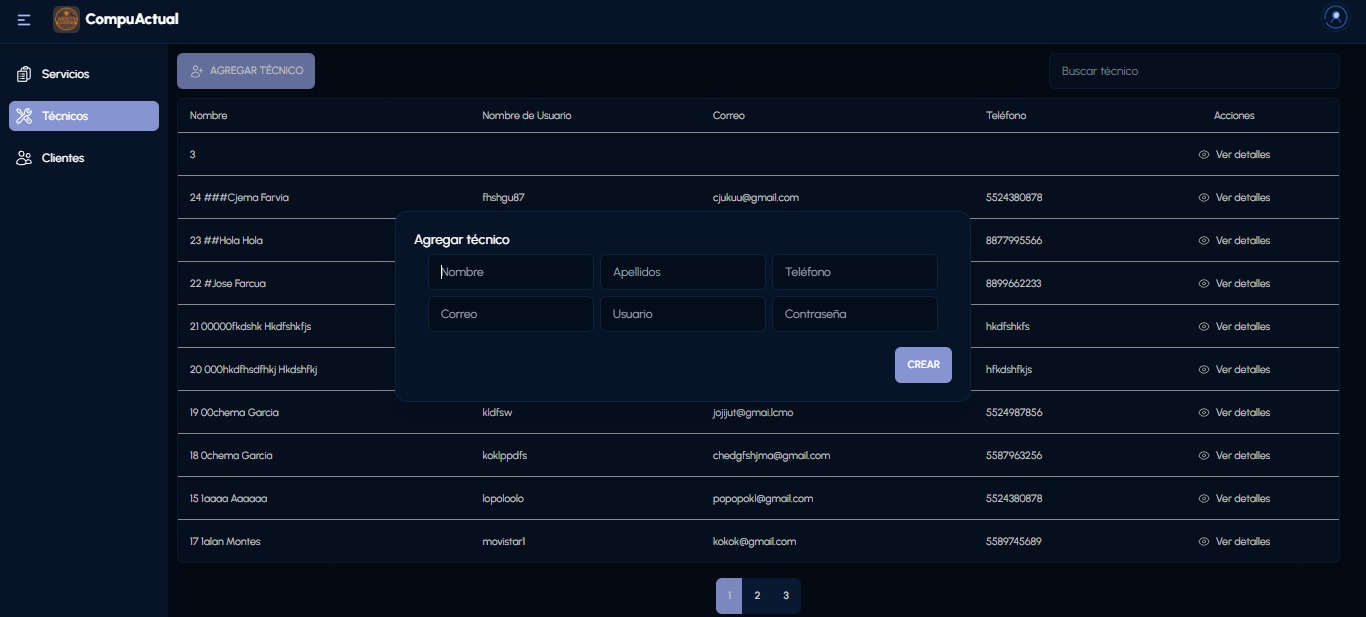 CompuActual
Servicios
Técnicos
Clientes
AGREGAR TÉCNICO
Buscar técnico
Nombre Nombre de Usuario Correo Teléfono Acciones
3 Ver detalles
24 ###Cjema Farvia fhshgu87 cjukuu@gmail.com 5524380878 Ver detalles
23 ##Hola Hola 8877995566 Ver detalles
22 #Jose Farcua 8899662233 Ver detalles
21 00000fkdshk Hkdfshkfjs hkdfshkfs Ver detalles
20 000hkdfhsdfhkj Hkdshfkj hfkdshfkjs Ver detalles
19 00chema Garcia kldfsw jojijut@gmai.lcmo 5524987856 Ver detalles
18 0chema Garcia koklppdfs chedgfshjma@gmail.com 5587963256 Ver detalles
15 1aaaa Aaaaaa lopoloolo popopokl@gmail.com 5524380878 Ver detalles
17 1alan Montes movistar1 kokok@gmail.com 5589745689 Ver detalles
Agregar técnico
Nombre Apellidos Teléfono
Correo Usuario Contraseña
CREAR
1 2 3